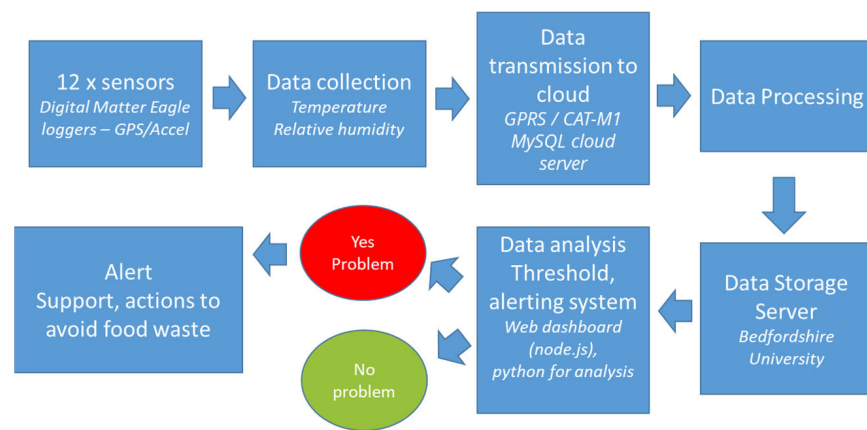 12 x sensors
Digital Matter Eagle
loggers – GPS/Accel
Data collection
Temperature
Relative humidity
Data
transmission to
cloud
GPRS / CAT-M1
MySQL cloud
server
Data Processing
Data Storage
Server
Bedfordshire
University
Data analysis
Threshold,
alerting system
Web dashboard
(node.js),
python for analysis
Yes
Problem
No
problem
Alert
Support, actions to
avoid food waste